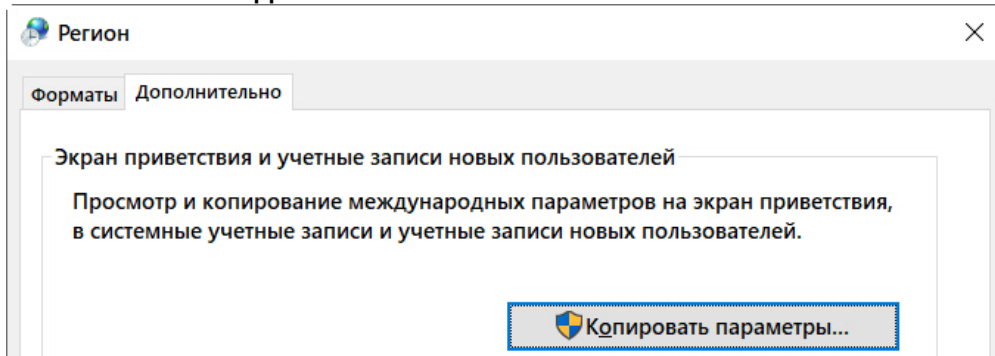 Регион
Форматы Дополнительно
Экран приветствия и учетные записи новых пользователей
Просмотр и копирование международных параметров на экран приветствия,
в системные учетные записи и учетные записи новых пользователей.
Копировать параметры...